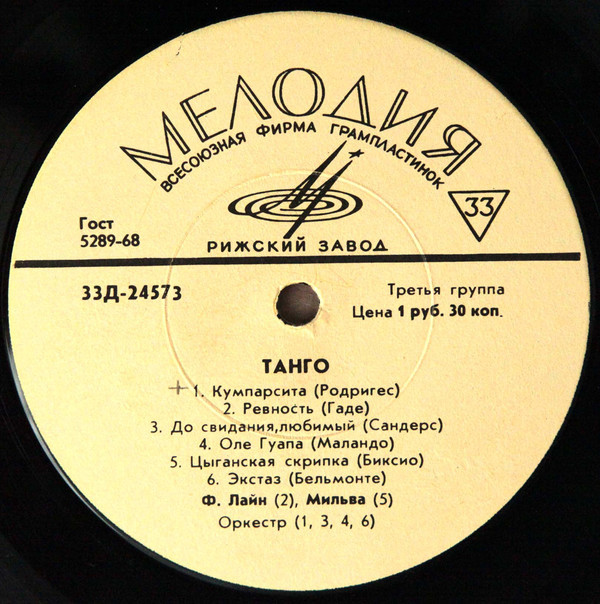 МЕЛОДИЯ
ВСЕСОЮЗНАЯ ФИРМА ГРАМПЛАСТИНОК
33
Гост
5289-68
РИЖСКИЙ ЗАВОД
33Д-24573
Третья группа
Цена 1 руб. 30 коп.
ТАНГО
1. Кумпарсита (Родригес)
2. Ревность (Гаде)
3. До свидания,любимый (Сандерс)
4. Оле Гуапа (Маландо)
5. Цыганская скрипка (Биксио)
6. Экстаз (Бельмонте)
Ф. Лайн (2), Мильва (5)
Оркестр (1, 3, 4, 6)